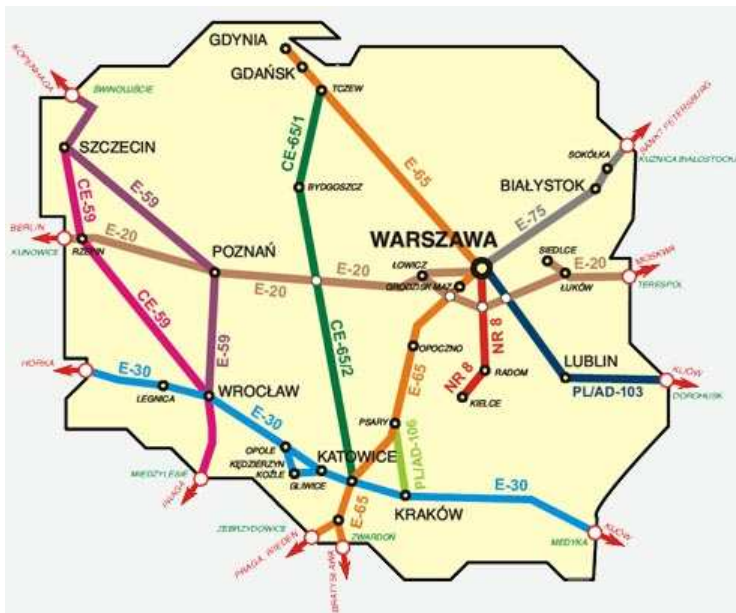 GDYNIA
GDAŃSK
TCZEW
KOPENHAGA
ŚWINOUJŚCIE
SZCZECIN
CE-65/1
E-65
SANKT PETERSBURG
SOKÓŁKA
KUŹNICA BIAŁOSTOCKA
BIAŁYSTOK
BYDGOSZCZ
E-59
CE-59
E-75
BERLIN
KUNOWICE
RZEPIN
E-20
POZNAŃ
WARSZAWA
ŁOWICZ
GRODZISK MAZ.
E-20
E-20
SIEDLCE
ŁUKÓW
E-20
MOSKWA
TERESPOL
CE-59
E-59
CE-65/2
OPOCZNO
E-65
NR 8
NR 8
RADOM
KIELCE
LUBLIN
PL/AD-103
KIJÓW
DOROHUSK
HORKA
E-30
LEGNICA
WROCŁAW
E-30
PSARY
PL/AD-106
OPOLE
KĘDZIERZYN
KOŹLE
GLIWICE
KATOWICE
KRAKÓW
E-30
MIĘDZYLESIE
PRAGA
E-65
ZEBRZYDOWICE
ZWARDOŃ
PRAGA, WIEDEŃ
BRATYSŁAWA
MEDYKA
KIJÓW